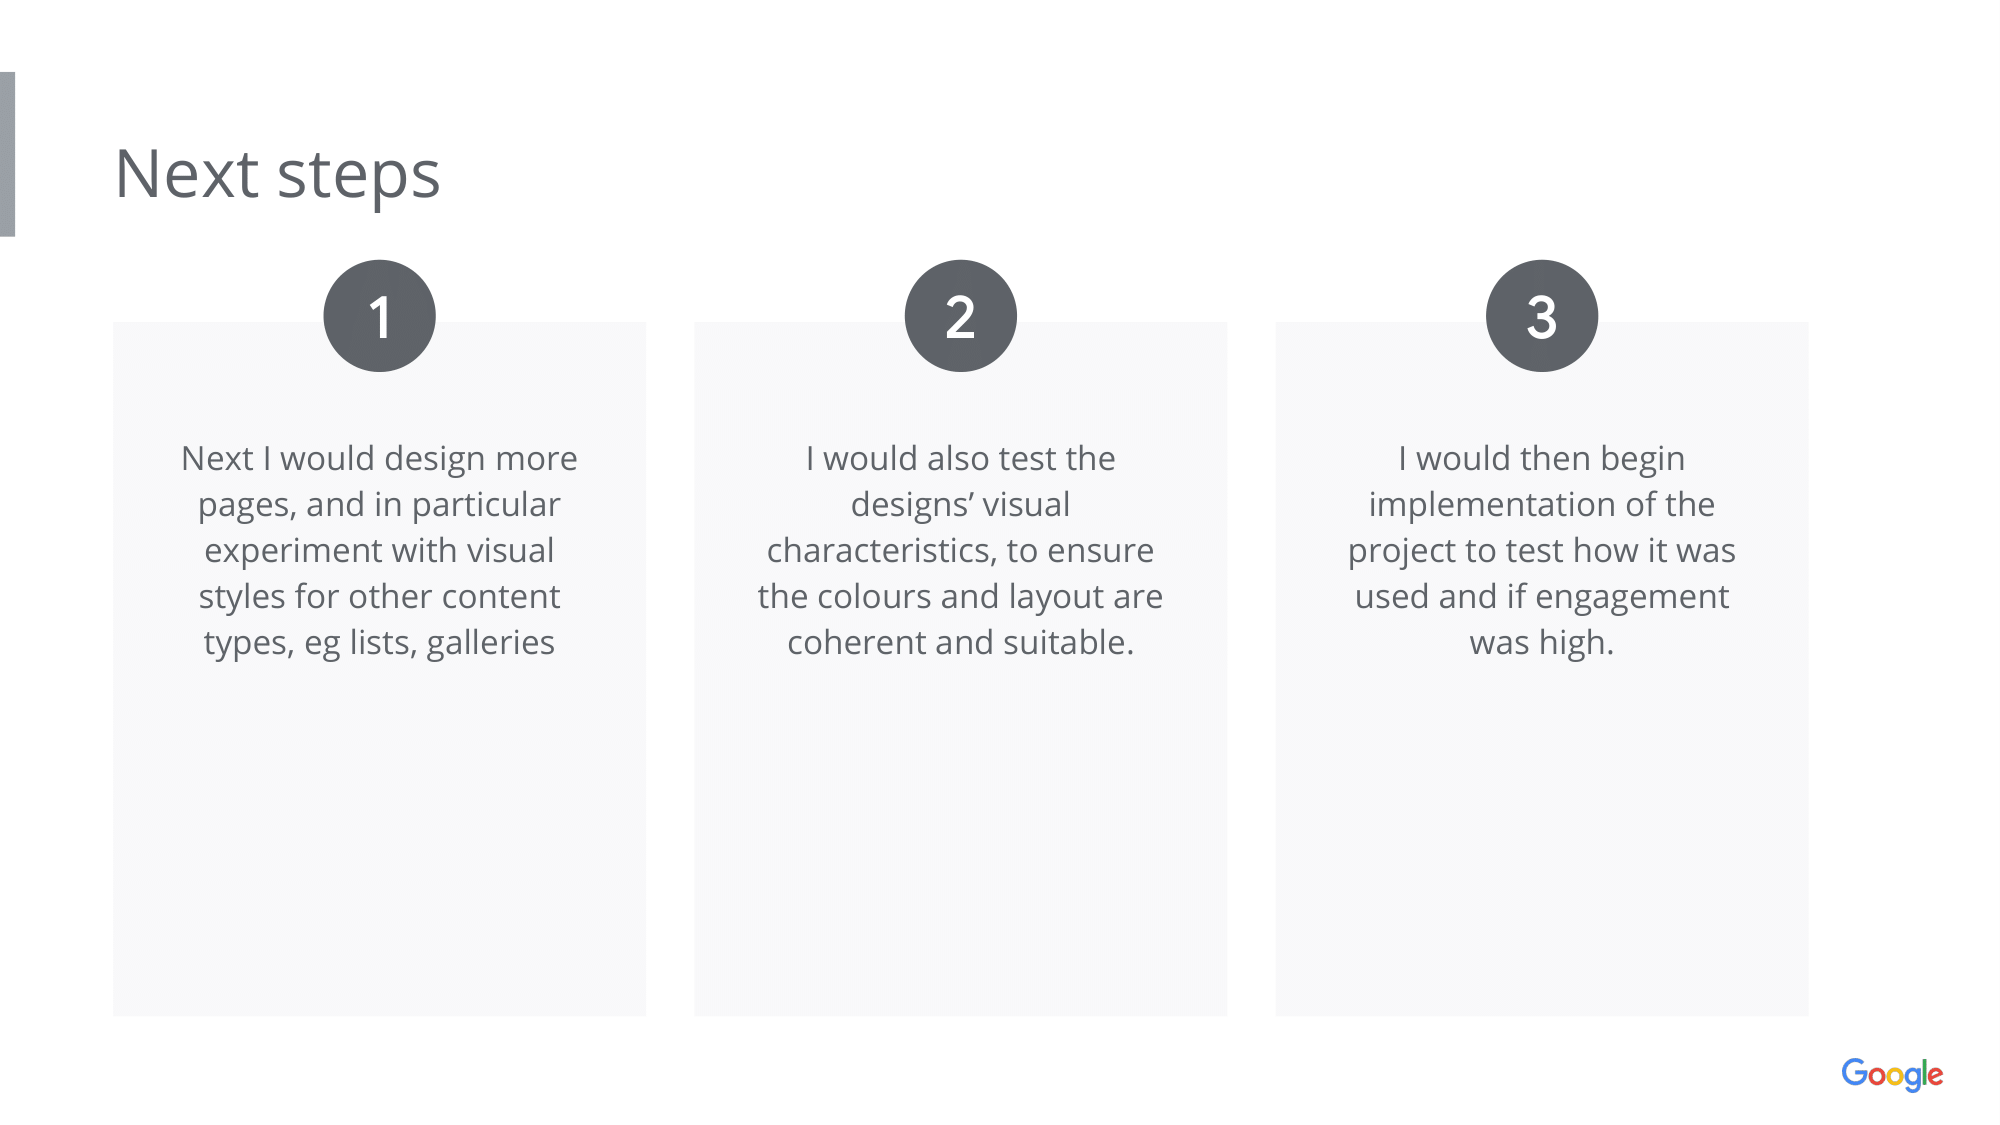 Next steps
1
Next I would design more
pages, and in particular
experiment with visual
styles for other content
types, eg lists, galleries
2
I would also test the
designs’ visual
characteristics, to ensure
the colours and layout are
coherent and suitable.
3
I would then begin
implementation of the
project to test how it was
used and if engagement
was high.
Google